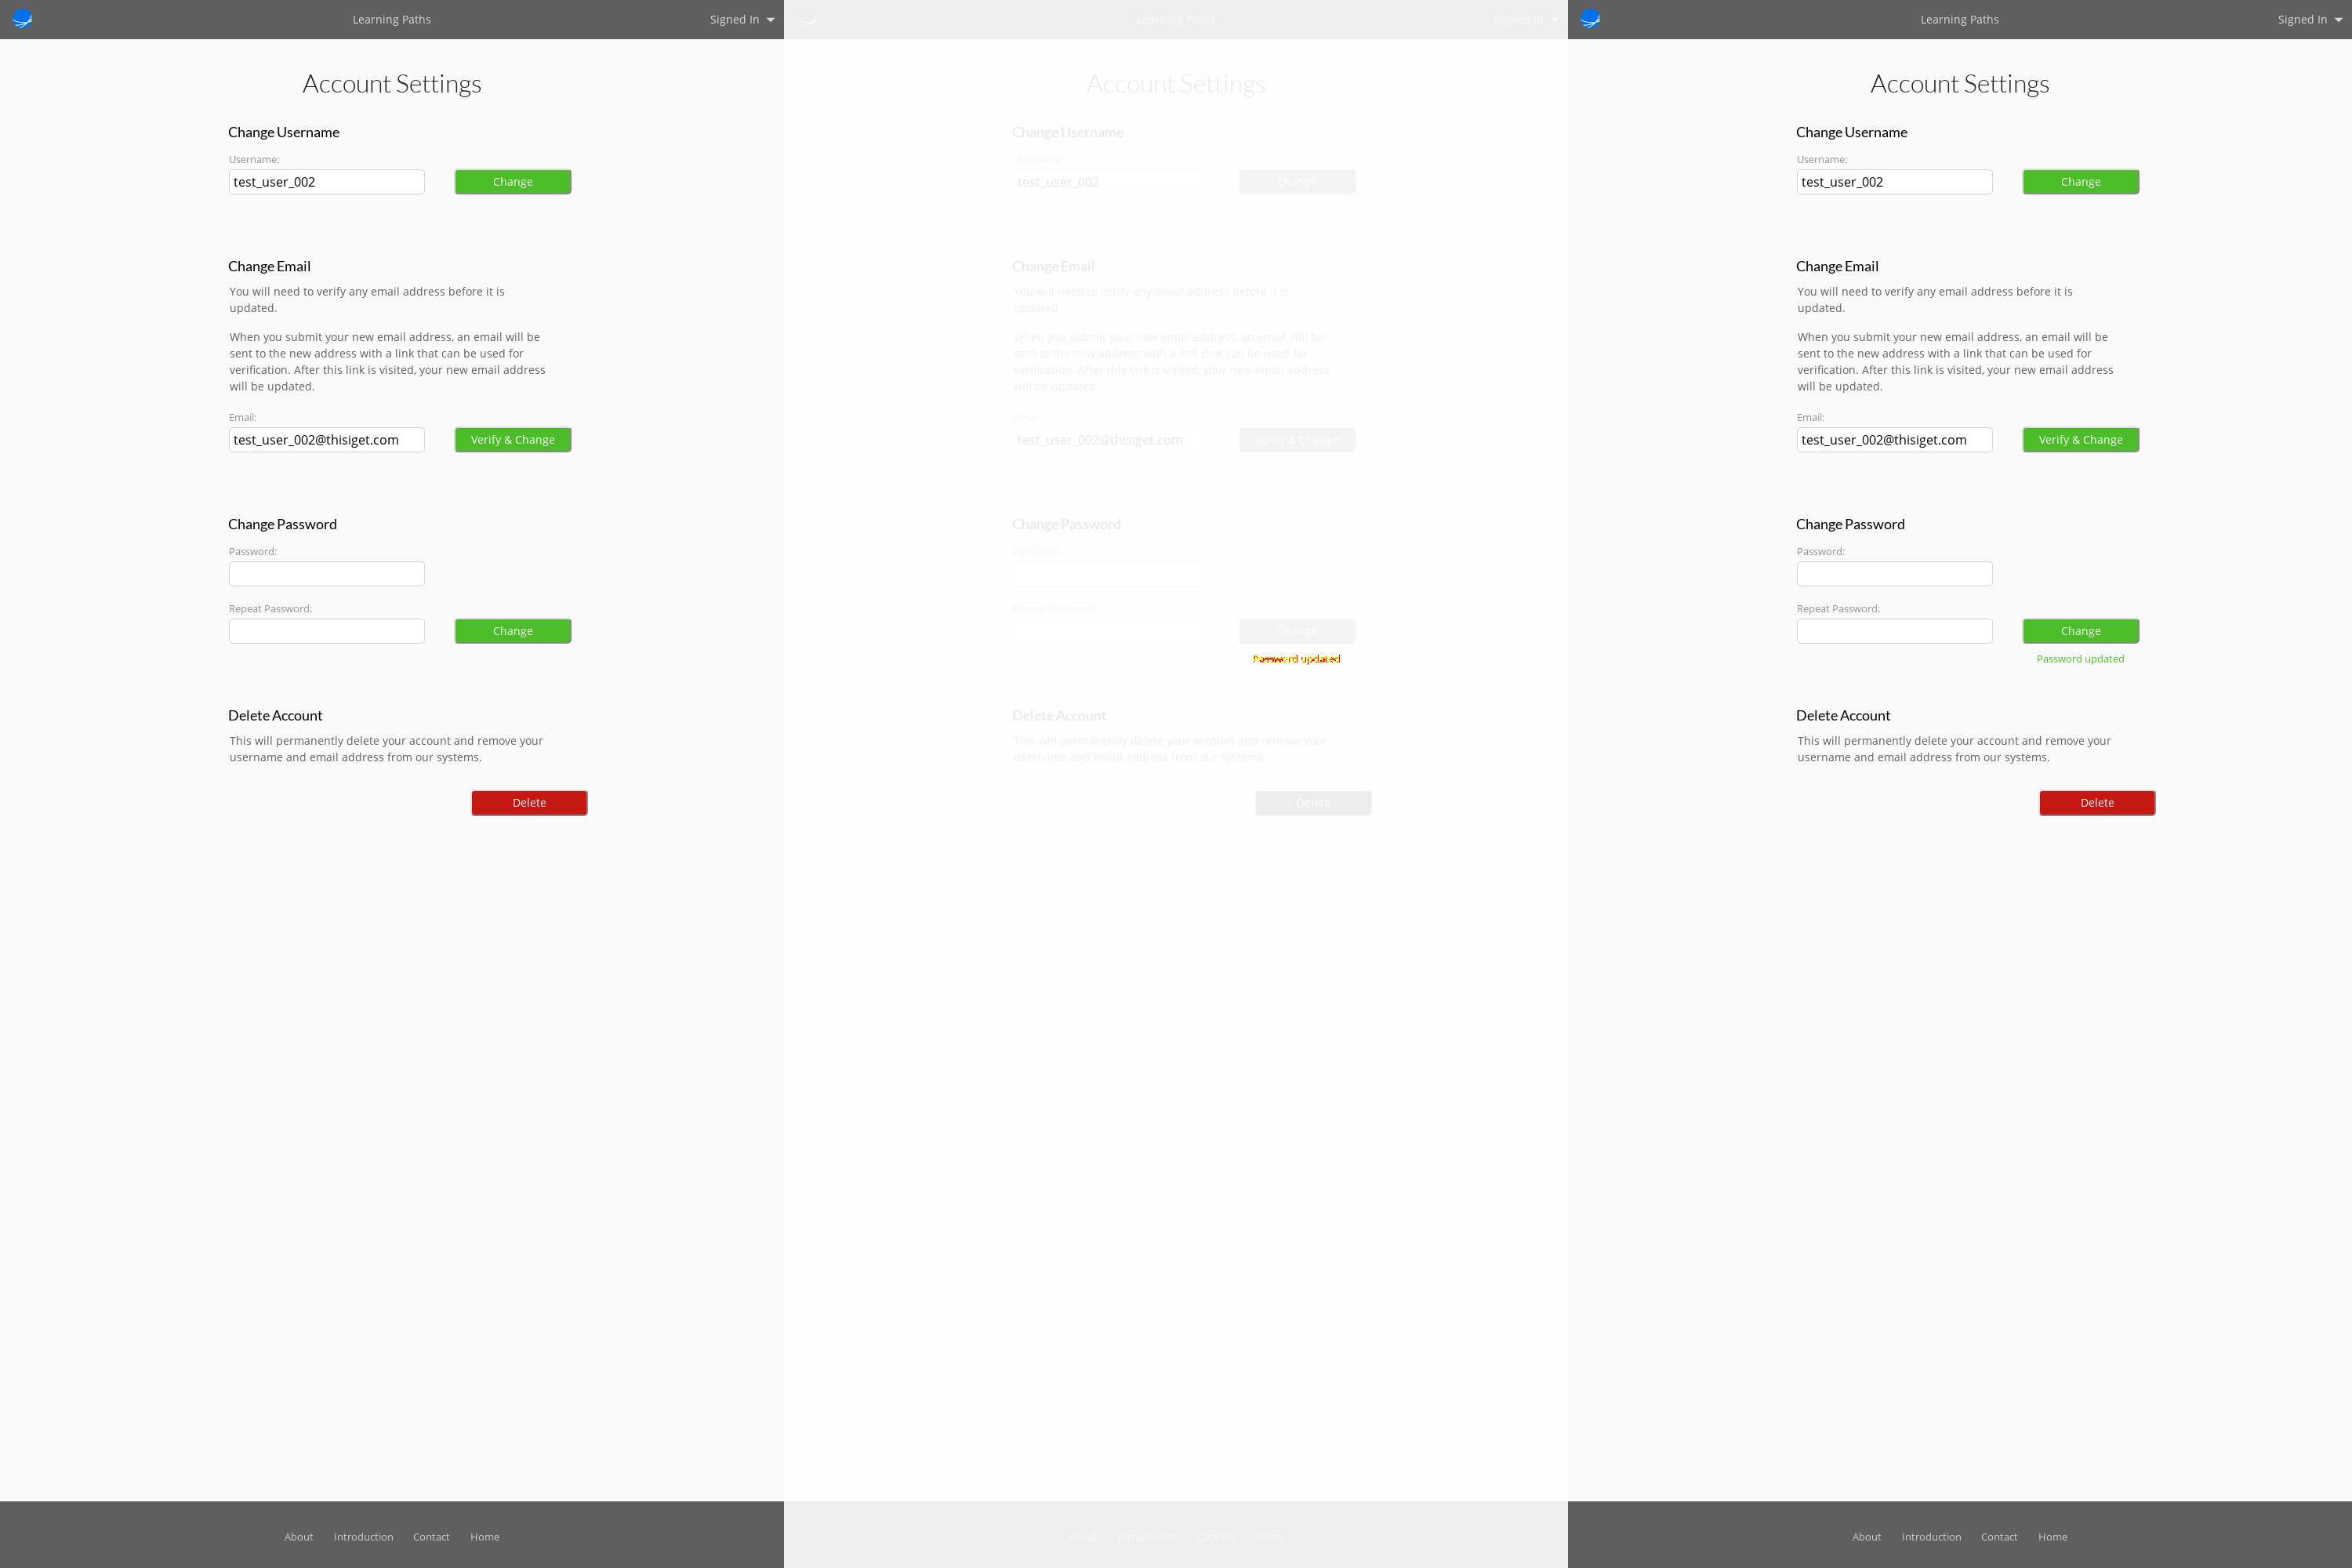 Learning Paths
Signed In
Account Settings
Change Username
Username:
test_user_002
Change
Change Email
You will need to verify any email address before it is
updated.
When you submit your new email address, an email will be
sent to the new address with a link that can be used for
verification. After this link is visited, your new email address
will be updated.
Email:
test_user_002@thisiget.com
Verify & Change
Change Password
Password:
Repeat Password:
Change
Delete Account
This will permanently delete your account and remove your
username and email address from our systems.
Delete
About Introduction Contact Home
Learning Paths
Signed In
Account Settings
Change Username
Username:
test_user_002
Change
Change Email
You will need to verify any email address before it is
updated.
When you submit your new email address, an email will be
sent to the new address with a link that can be used for
verification. After this link is visited, your new email address
will be updated.
Email:
test_user_002@thisiget.com
Verify & Change
Change Password
Password:
Repeat Password:
Change
Password updated
Delete Account
This will permanently delete your account and remove your
username and email address from our systems.
Delete
About Introduction Contact Home
Learning Paths
Signed In
Account Settings
Change Username
Username:
test_user_002
Change
Change Email
You will need to verify any email address before it is
updated.
When you submit your new email address, an email will be
sent to the new address with a link that can be used for
verification. After this link is visited, your new email address
will be updated.
Email:
test_user_002@thisiget.com
Verify & Change
Change Password
Password:
Repeat Password:
Change
Password updated
Delete Account
This will permanently delete your account and remove your
username and email address from our systems.
Delete
About Introduction Contact Home